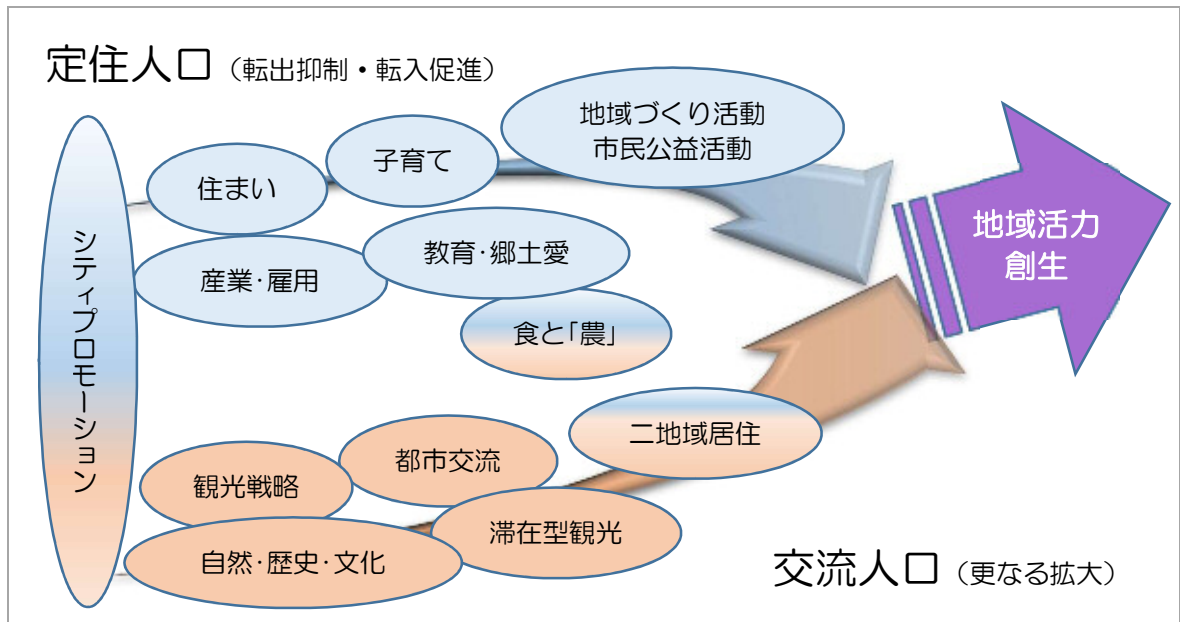 定住人口（転出抑制・転入促進）
シティプロモーション
住まい
子育て
地域づくり活動
市民公益活動
産業・雇用
教育・郷土愛
食と「農」
地域活力
創生
二地域居住
都市交流
観光戦略
滞在型観光
自然・歴史・文化
交流人口（更なる拡大）